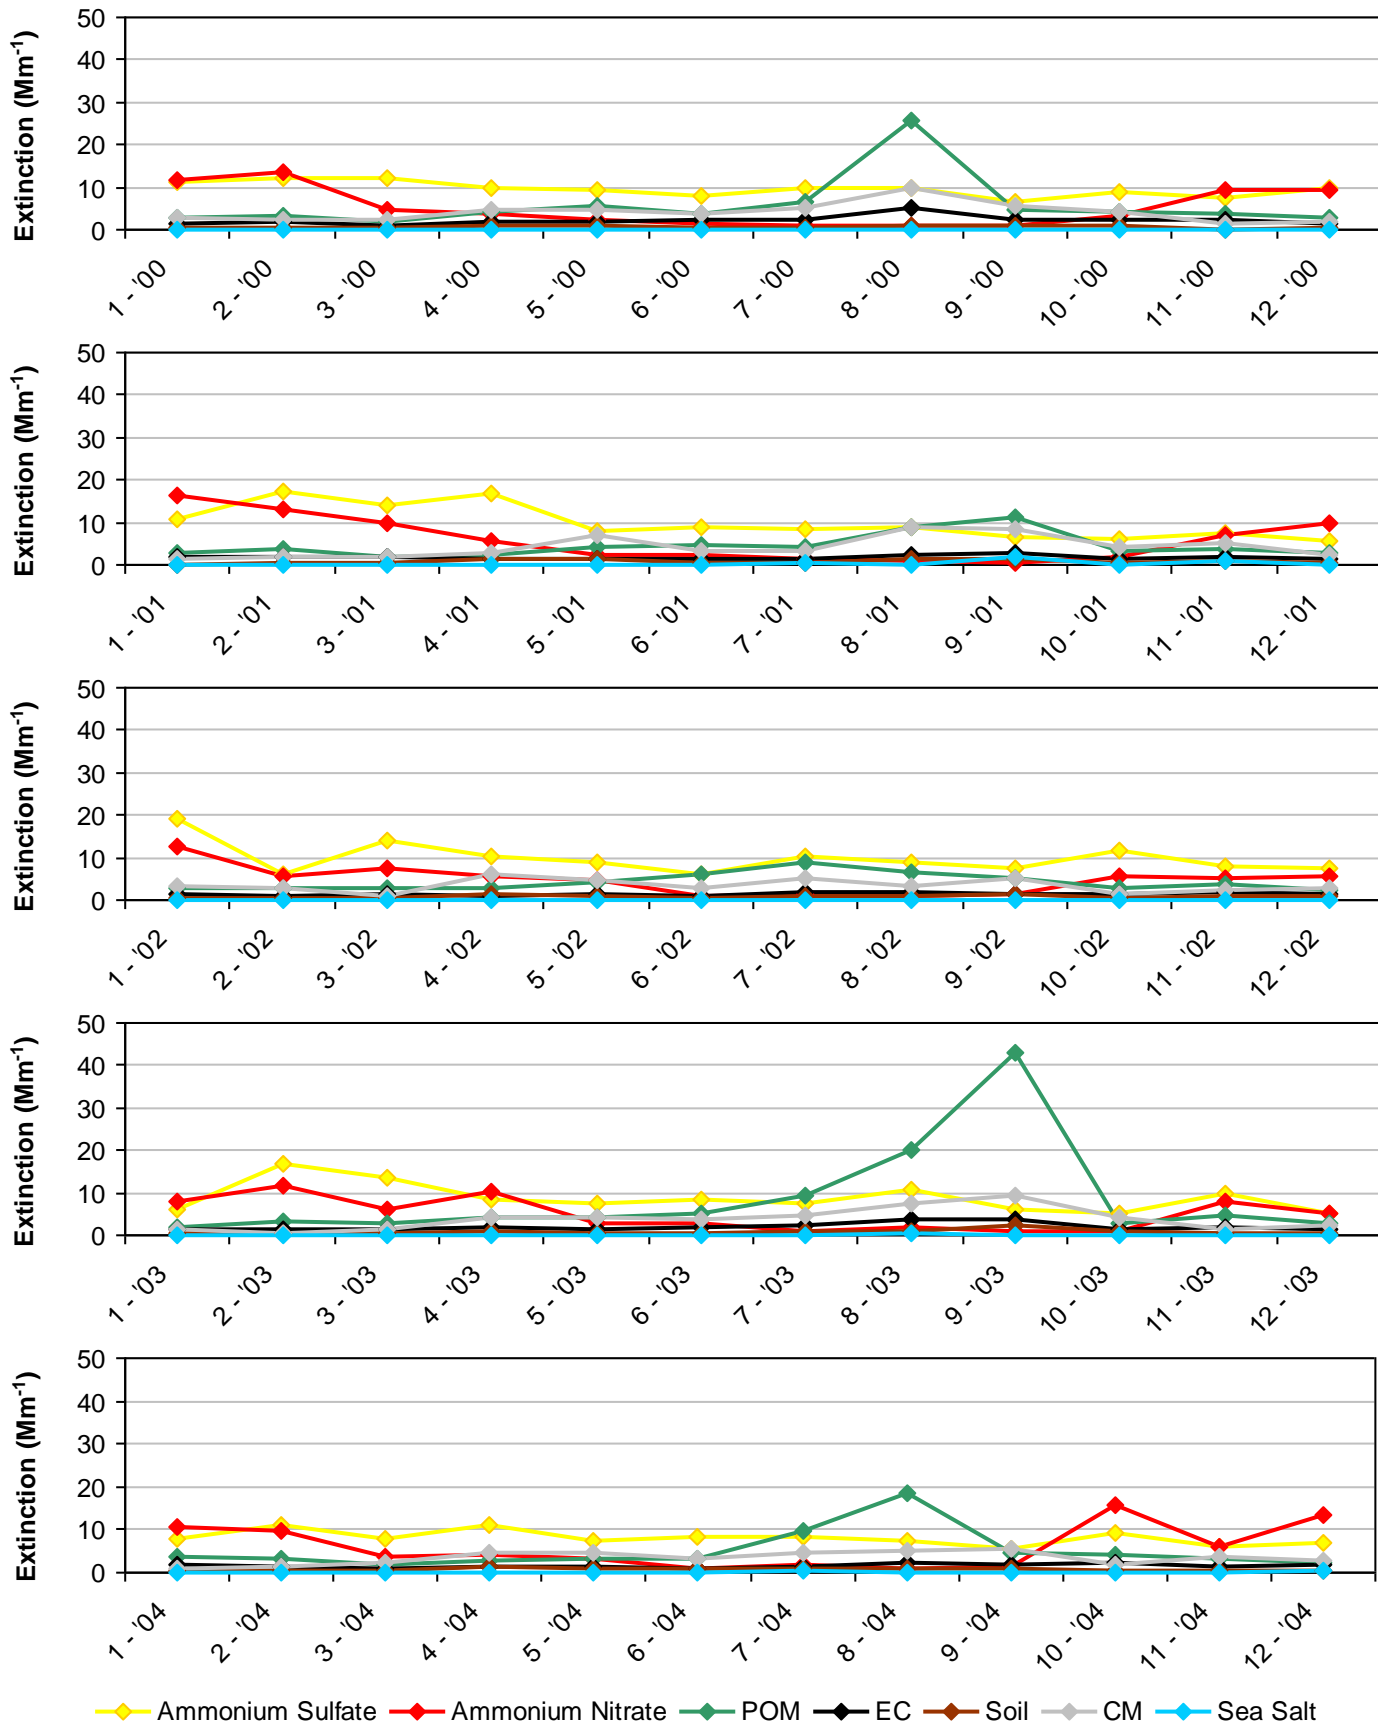 Extinction (Mm-1)
50
40
30
20
10
0
1 - '00 2 - '00 3 - '00 4 - '00 5 - '00 6 - '00 7 - '00 8 - '00 9 - '00 10 - '00 11 - '00 12 - '00
Extinction (Mm-1)
50
40
30
20
10
0
1 - '01 2 - '01 3 - '01 4 - '01 5 - '01 6 - '01 7 - '01 8 - '01 9 - '01 10 - '01 11 - '01 12 - '01
Extinction (Mm-1)
50
40
30
20
10
0
1 - '02 2 - '02 3 - '02 4 - '02 5 - '02 6 - '02 7 - '02 8 - '02 9 - '02 10 - '02 11 - '02 12 - '02
Extinction (Mm-1)
50
40
30
20
10
0
1 - '03 2 - '03 3 - '03 4 - '03 5 - '03 6 - '03 7 - '03 8 - '03 9 - '03 10 - '03 11 - '03 12 - '03
Extinction (Mm-1)
50
40
30
20
10
0
1 - '04 2 - '04 3 - '04 4 - '04 5 - '04 6 - '04 7 - '04 8 - '04 9 - '04 10 - '04 11 - '04 12 - '04
Ammonium Sulfate Ammonium Nitrate POM EC Soil CM Sea Salt